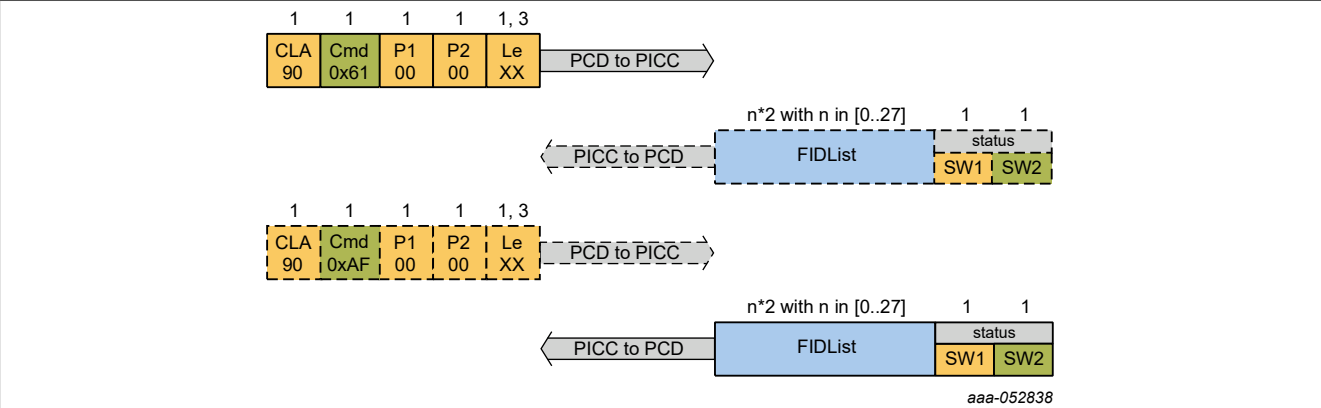 1 1 1 1 1, 3
CLA Cmd P1 P2 Le
90 0x61 00 00 XX
PCD to PICC
n*2 with n in [0..27] 1 1
PICC to PCD FIDList status
SW1 SW2
1 1 1 1 1, 3
CLA Cmd P1 P2 Le
90 0xAF 00 00 XX
PCD to PICC
n*2 with n in [0..27] 1 1
PICC to PCD FIDList status
SW1 SW2
aaa-052838